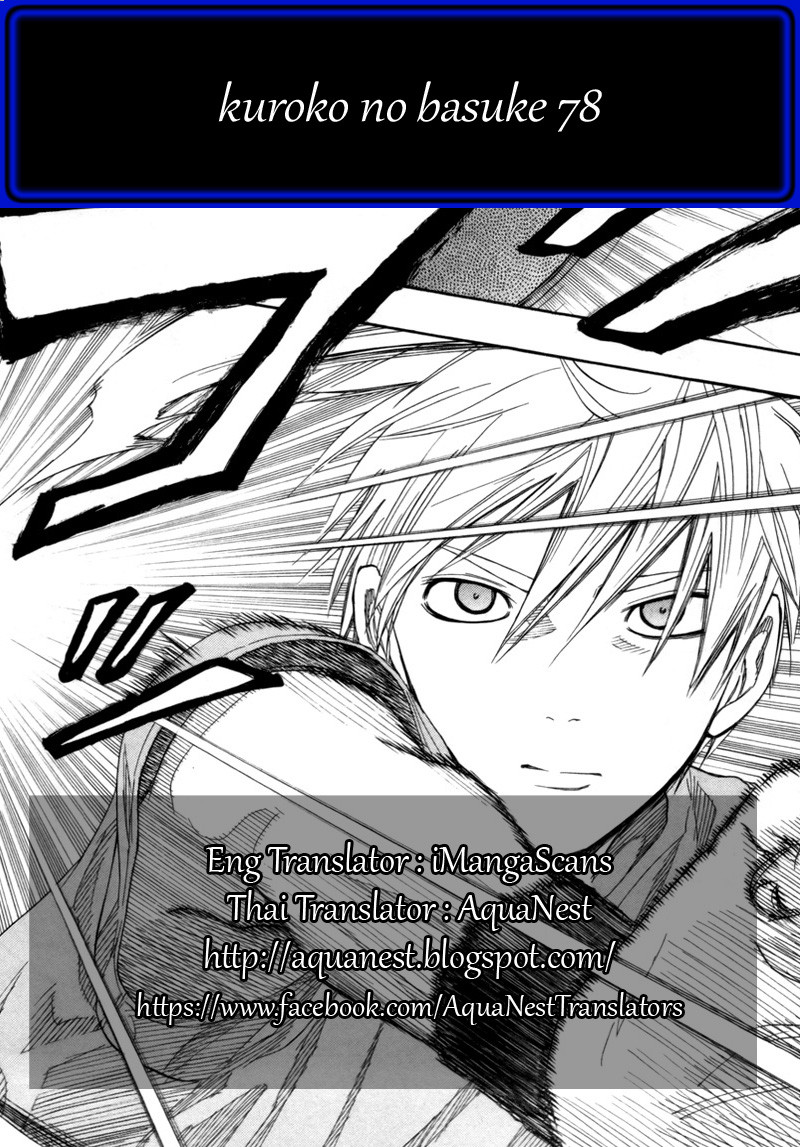 kuroko no basuke 78
Eng Translator : iMangaScans
Thai Translator : AquaNest
http://aquanest.blogspot.com/
https://www.facebook.com/AquaNestTranslators